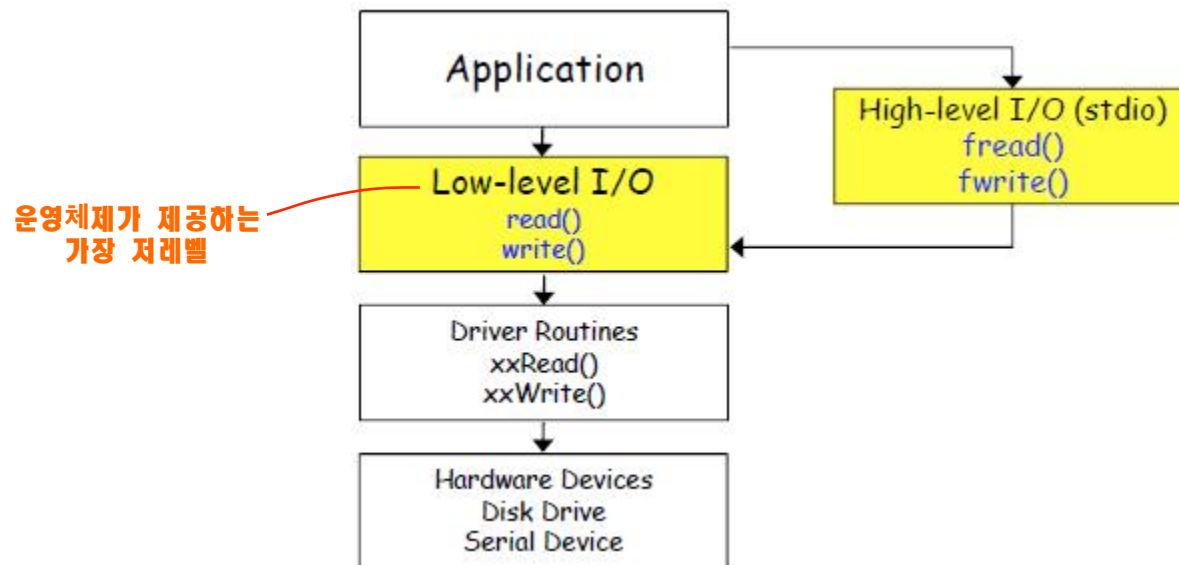 Application
High-level I/O (stdio)
fread()
fwrite()
Low-level I/O
read()
write()
운영체제가 제공하는
가장 저레벨
Driver Routines
xxRead()
xxWrite()
Hardware Devices
Disk Drive
Serial Device